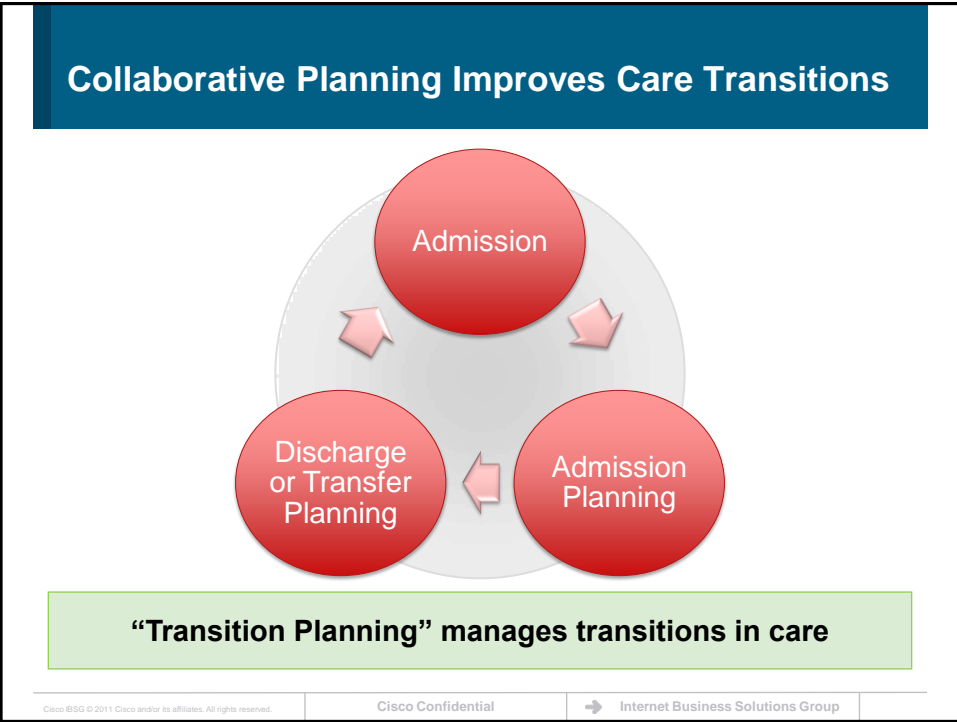 Collaborative Planning Improves Care Transitions
Admission
Discharge
or Transfer
Planning
Admission
Planning
“Transition Planning” manages transitions in care
Cisco IBSG © 2011 Cisco and/or its affiliates. All rights reserved.
Cisco Confidential
Internet Business Solutions Group